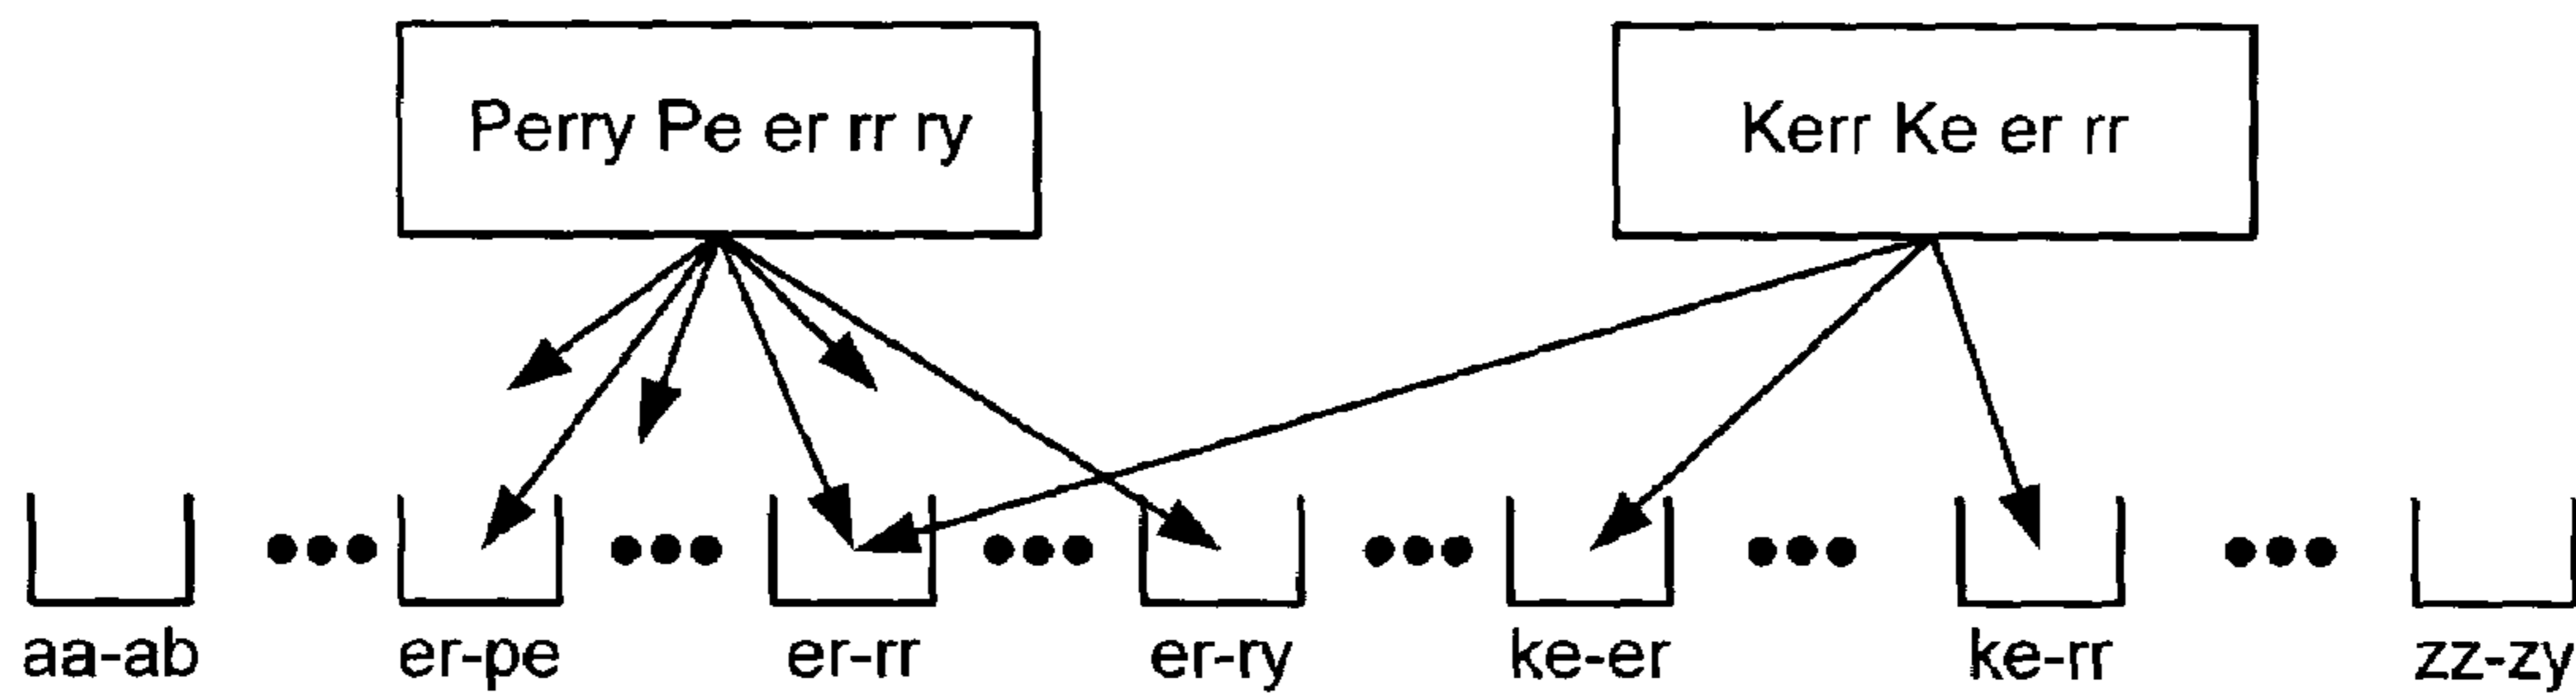 Perry Pe er rr ry
Kerr Ke er rr
aa-ab
er-pe
er-rr
er-ry
ke-er
ke-rr
zz-zy